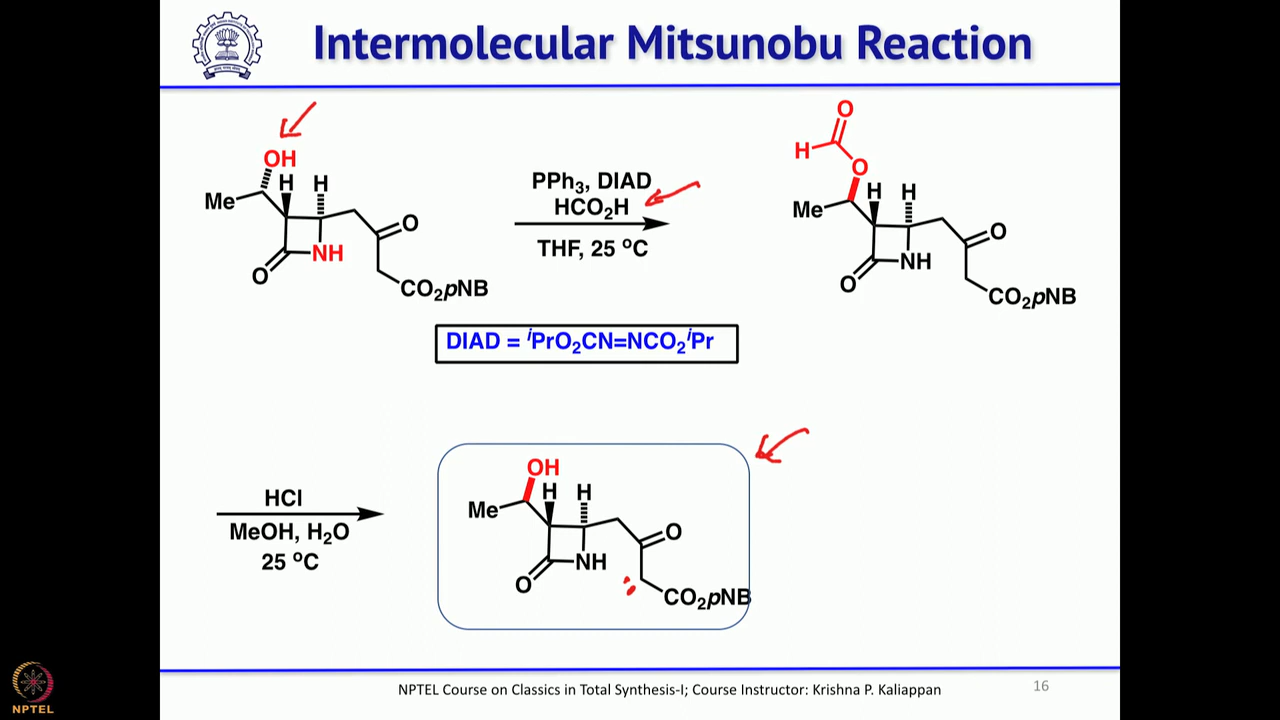 Intermolecular Mitsunobu Reaction
OH
H H
Me
NH
O
O
CO₂pNB
PPh₃, DIAD
HCO₂H
THF, 25 ºC
O
H
O
H H
Me
O
NH
O
CO₂pNB
DIAD = ⁱPrO₂CN=NCO₂ⁱPr
HCl
MeOH, H₂O
25 ºC
OH
H H
Me
O
NH
O
CO₂pNB
NPTEL
NPTEL Course on Classics in Total Synthesis-I; Course Instructor: Krishna P. Kaliappan
16